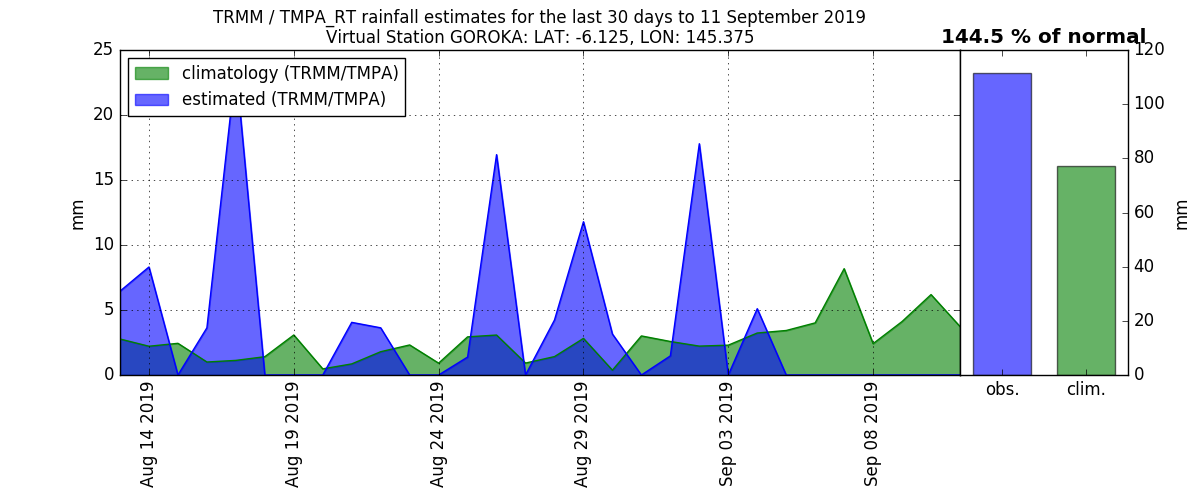 TRMM / TMPA_RT rainfall estimates for the last 30 days to 11 September 2019
Virtual Station GOROKA: LAT: -6.125, LON: 145.375
144.5 % of normal
climatology (TRMM/TMPA)
estimated (TRMM/TMPA)
25
20
15
10
5
0
mm
Aug 14 2019
Aug 19 2019
Aug 24 2019
Aug 29 2019
Sep 03 2019
Sep 08 2019
120
100
80
60
40
20
0
mm
obs.
clim.